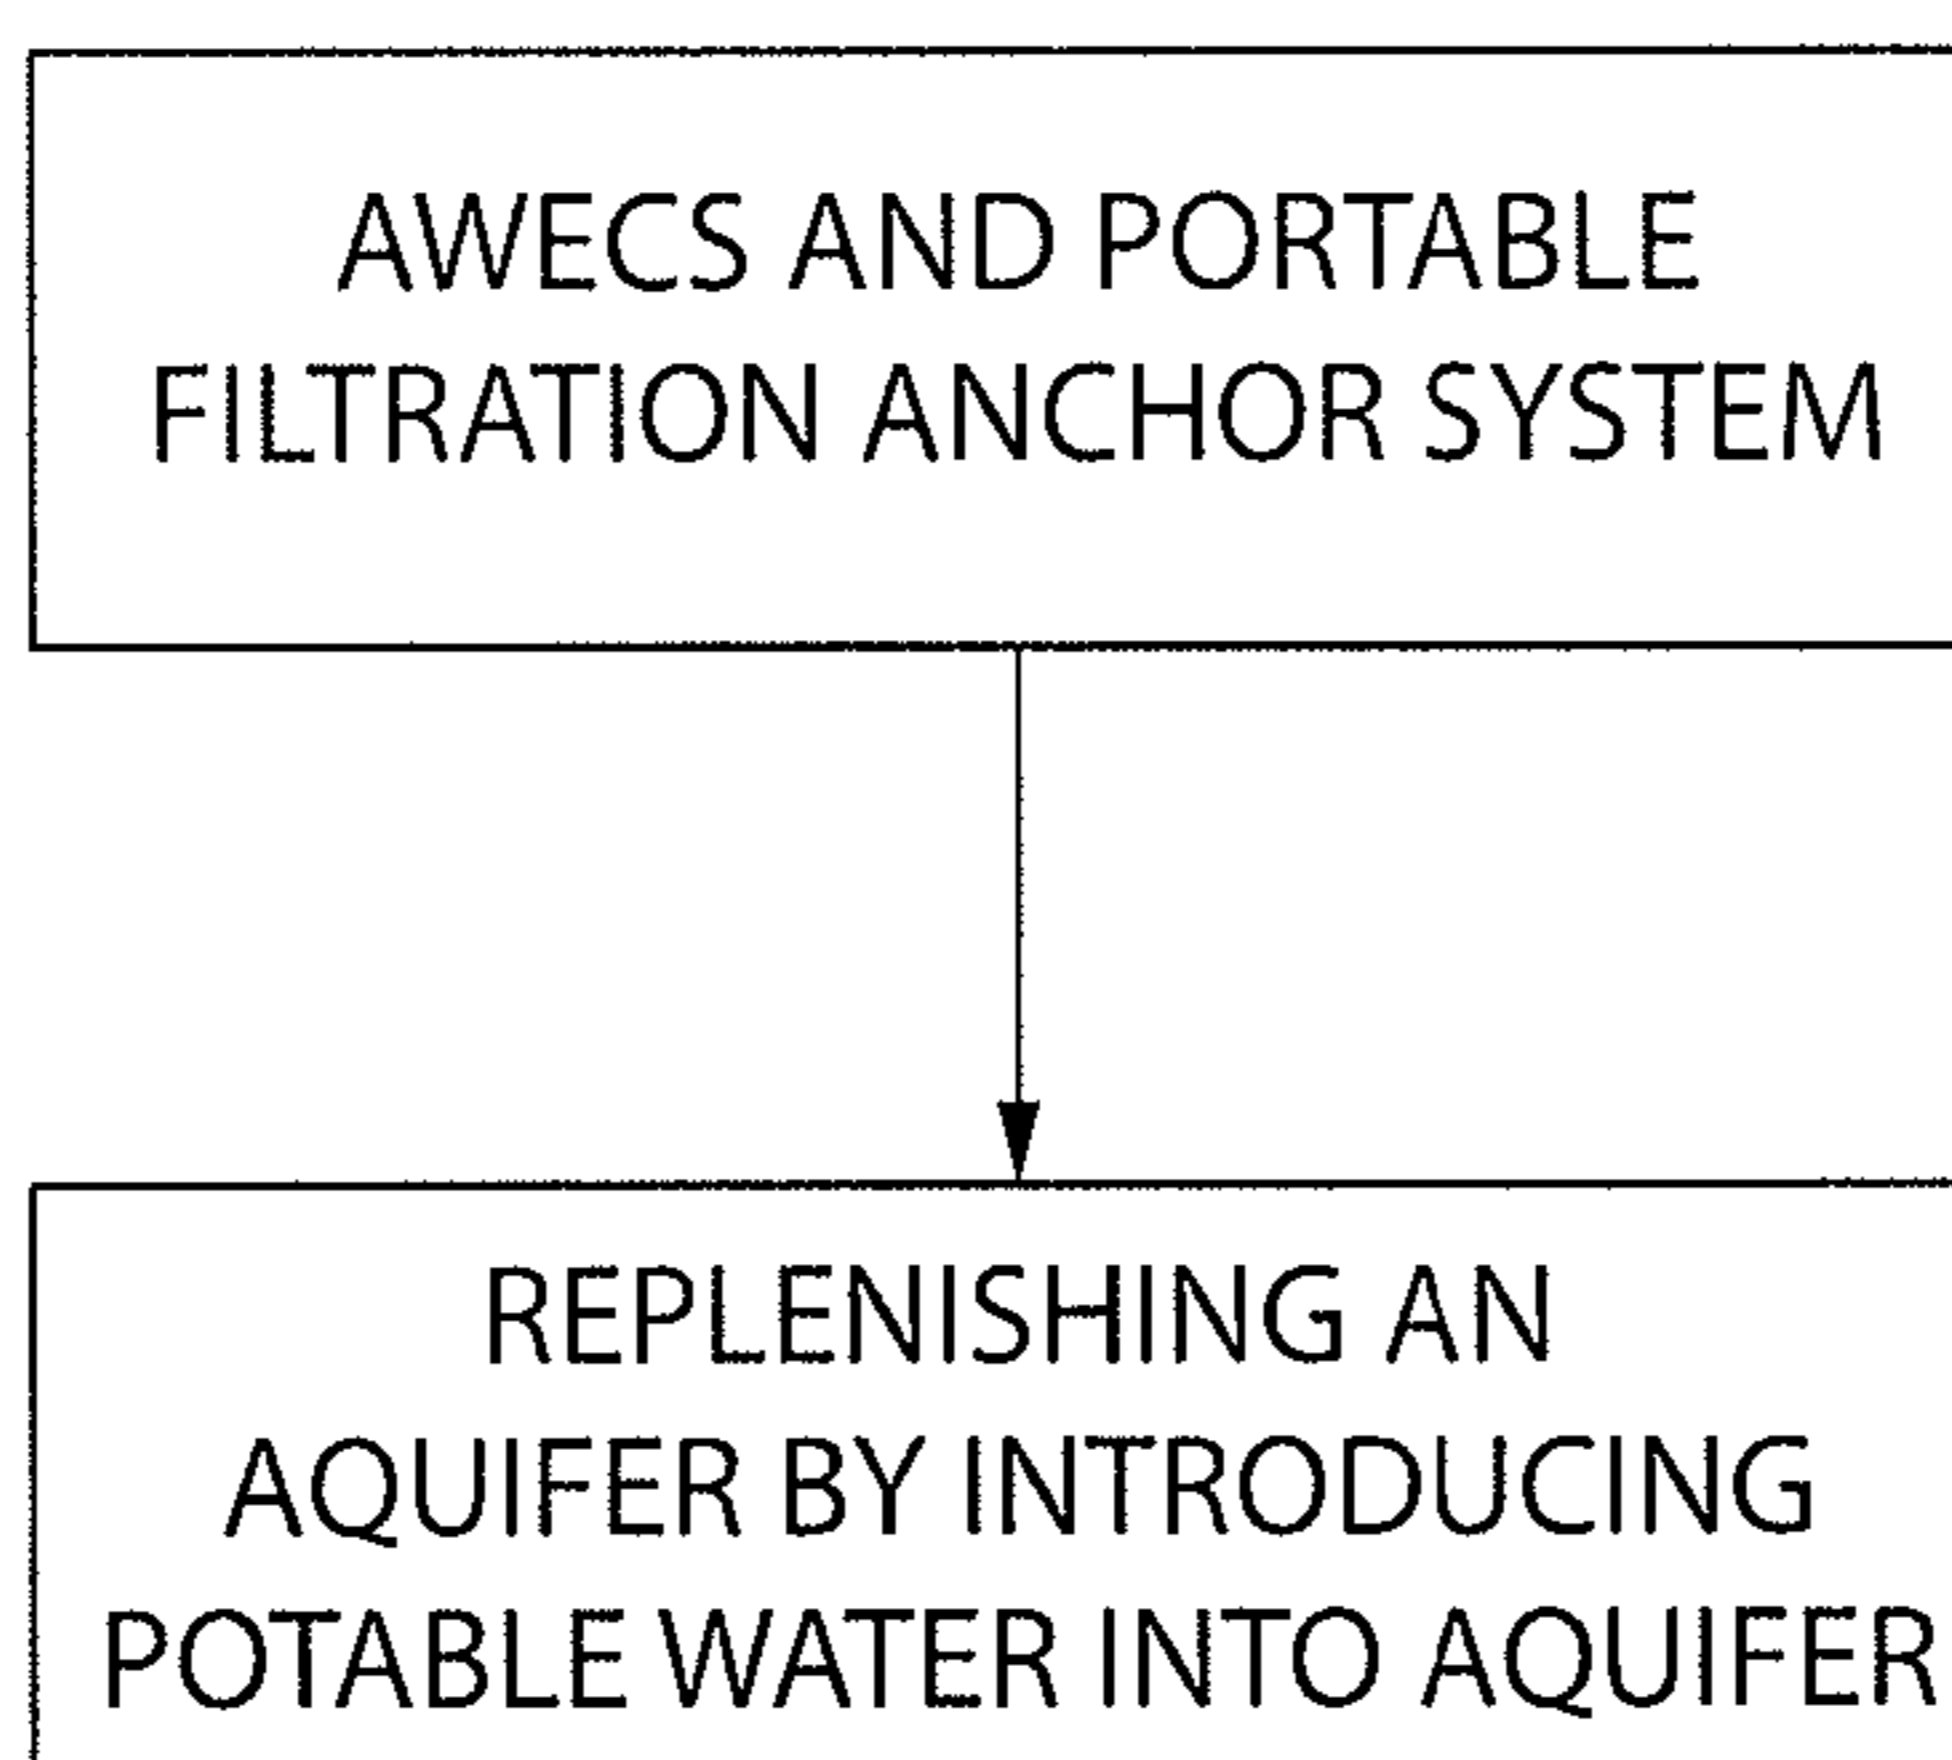 AWECS AND PORTABLE
FILTRATION ANCHOR SYSTEM
REPLENISHING AN
AQUIFER BY INTRODUCING
POTABLE WATER INTO AQUIFER